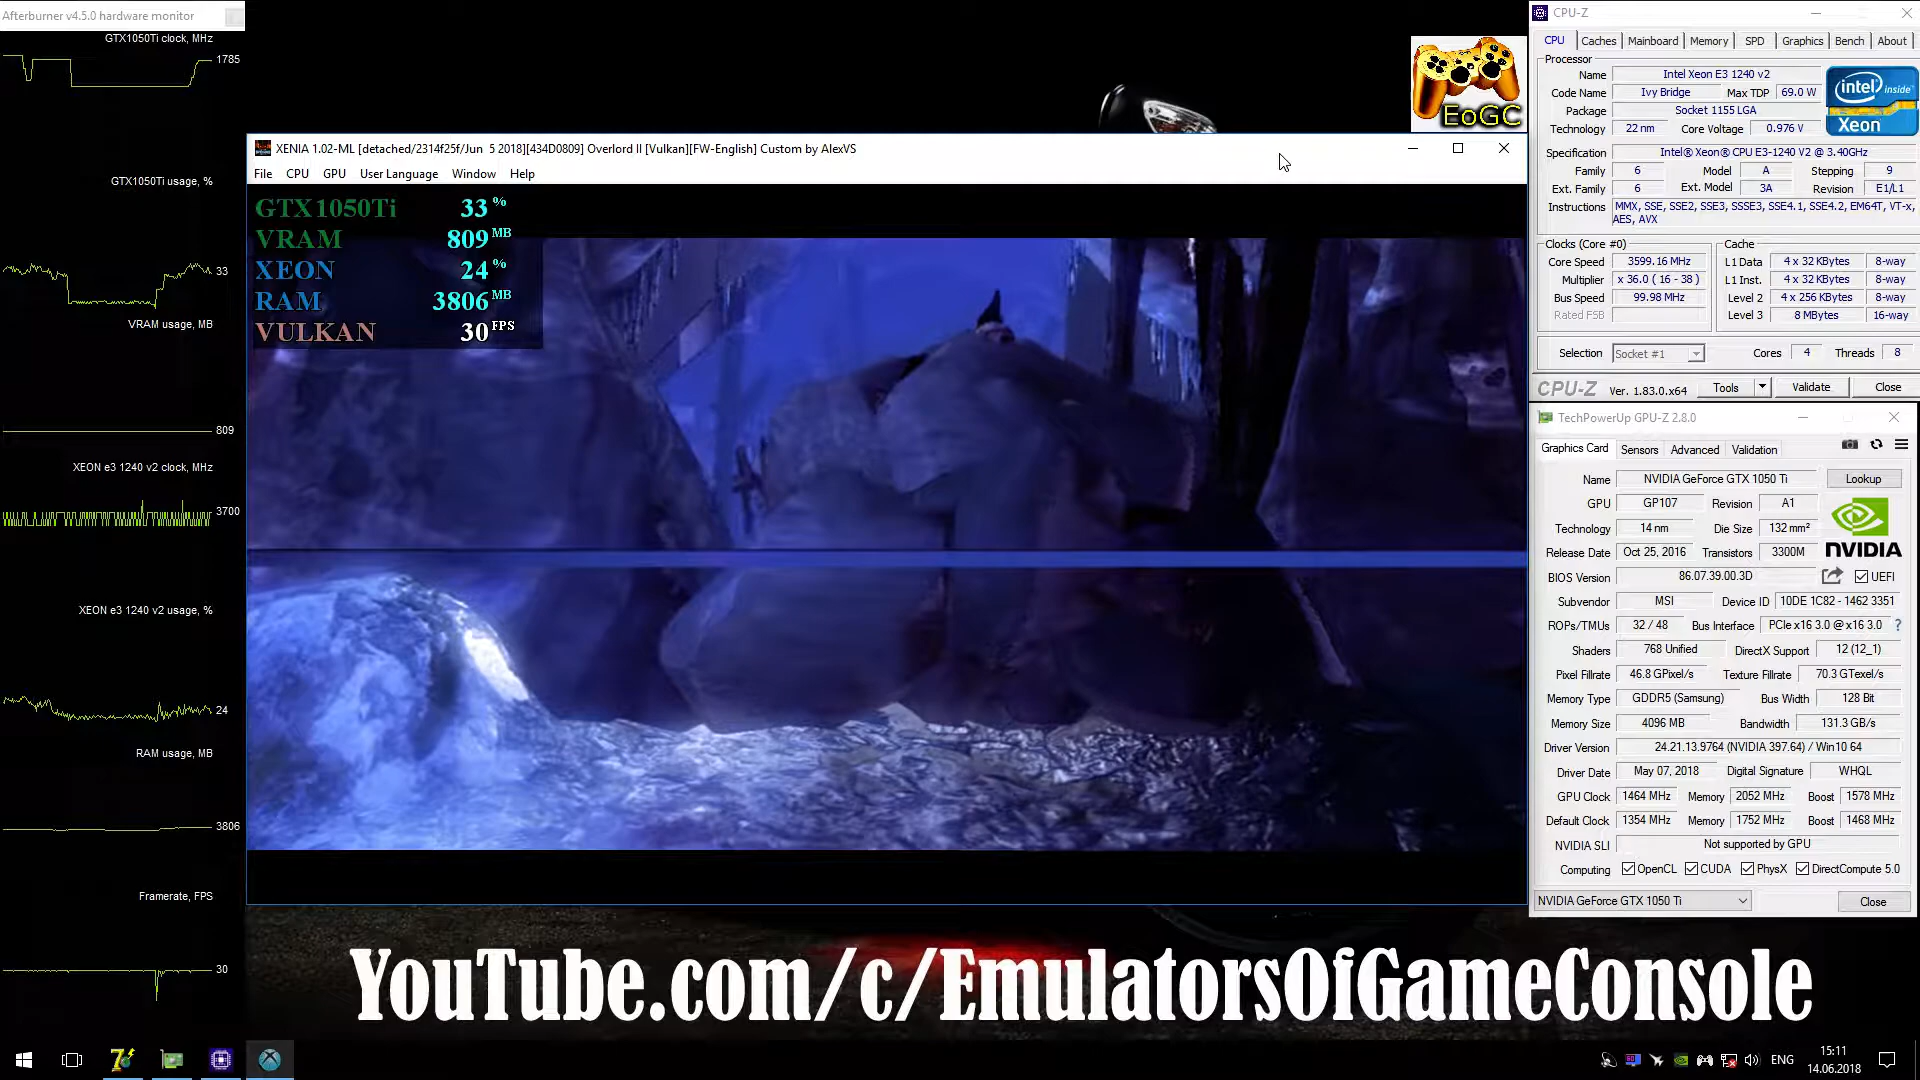 Afterburner v4.5.0 hardware monitor
GTX1050Ti clock, MHz
1785
GTX1050Ti usage, %
33
VRAM usage, MB
809
XEON e3 1240 v2 clock, MHz
3700
XEON e3 1240 v2 usage, %
24
RAM usage, MB
3806
Framerate, FPS
30
EoGC
XENIA 1.02-ML [detached/2314f25f/Jun 5 2018][434D0809] Overlord II [Vulkan][FW-English] Custom by AlexVS
File CPU GPU User Language Window Help
GTX1050Ti 33 %
VRAM 809 MB
XEON 24 %
RAM 3806 MB
VULKAN 30 FPS
CPU-Z
CPU Caches Mainboard Memory SPD Graphics Bench About
Processor
Name Intel Xeon E3 1240 v2
Code Name Ivy Bridge Max TDP 69.0 W
Package Socket 1155 LGA
Technology 22 nm Core Voltage 0.976 V
intel inside™
Xeon
Specification Intel® Xeon® CPU E3-1240 V2 @ 3.40GHz
Family 6 Model A Stepping 9
Ext. Family 6 Ext. Model 3A Revision E1/L1
Instructions MMX, SSE, SSE2, SSE3, SSSE3, SSE4.1, SSE4.2, EM64T, VT-x,
AES, AVX
Clocks (Core #0) Cache
Core Speed 3599.16 MHz L1 Data 4 x 32 KBytes 8-way
Multiplier x 36.0 ( 16 - 38 ) L1 Inst. 4 x 32 KBytes 8-way
Bus Speed 99.98 MHz Level 2 4 x 256 KBytes 8-way
Rated FSB Level 3 8 MBytes 16-way
Selection Socket #1 Cores 4 Threads 8
CPU-Z Ver. 1.83.0.x64 Tools Validate Close
TechPowerUp GPU-Z 2.8.0
Graphics Card Sensors Advanced Validation
Name NVIDIA GeForce GTX 1050 Ti Lookup
GPU GP107 Revision A1
Technology 14 nm Die Size 132 mm²
Release Date Oct 25, 2016 Transistors 3300M
NVIDIA
BIOS Version 86.07.39.00.3D UEFI
Subvendor MSI Device ID 10DE 1C82 - 1462 3351
ROPs/TMUs 32 / 48 Bus Interface PCIe x16 3.0 @ x16 3.0 ?
Shaders 768 Unified DirectX Support 12 (12_1)
Pixel Fillrate 46.8 GPixel/s Texture Fillrate 70.3 GTexel/s
Memory Type GDDR5 (Samsung) Bus Width 128 Bit
Memory Size 4096 MB Bandwidth 131.3 GB/s
Driver Version 24.21.13.9764 (NVIDIA 397.64) / Win10 64
Driver Date May 07, 2018 Digital Signature WHQL
GPU Clock 1464 MHz Memory 2052 MHz Boost 1578 MHz
Default Clock 1354 MHz Memory 1752 MHz Boost 1468 MHz
NVIDIA SLI Not supported by GPU
Computing OpenCL CUDA PhysX DirectCompute 5.0
NVIDIA GeForce GTX 1050 Ti Close
YouTube.com/c/EmulatorsOfGameConsole
ENG
15:11
14.06.2018